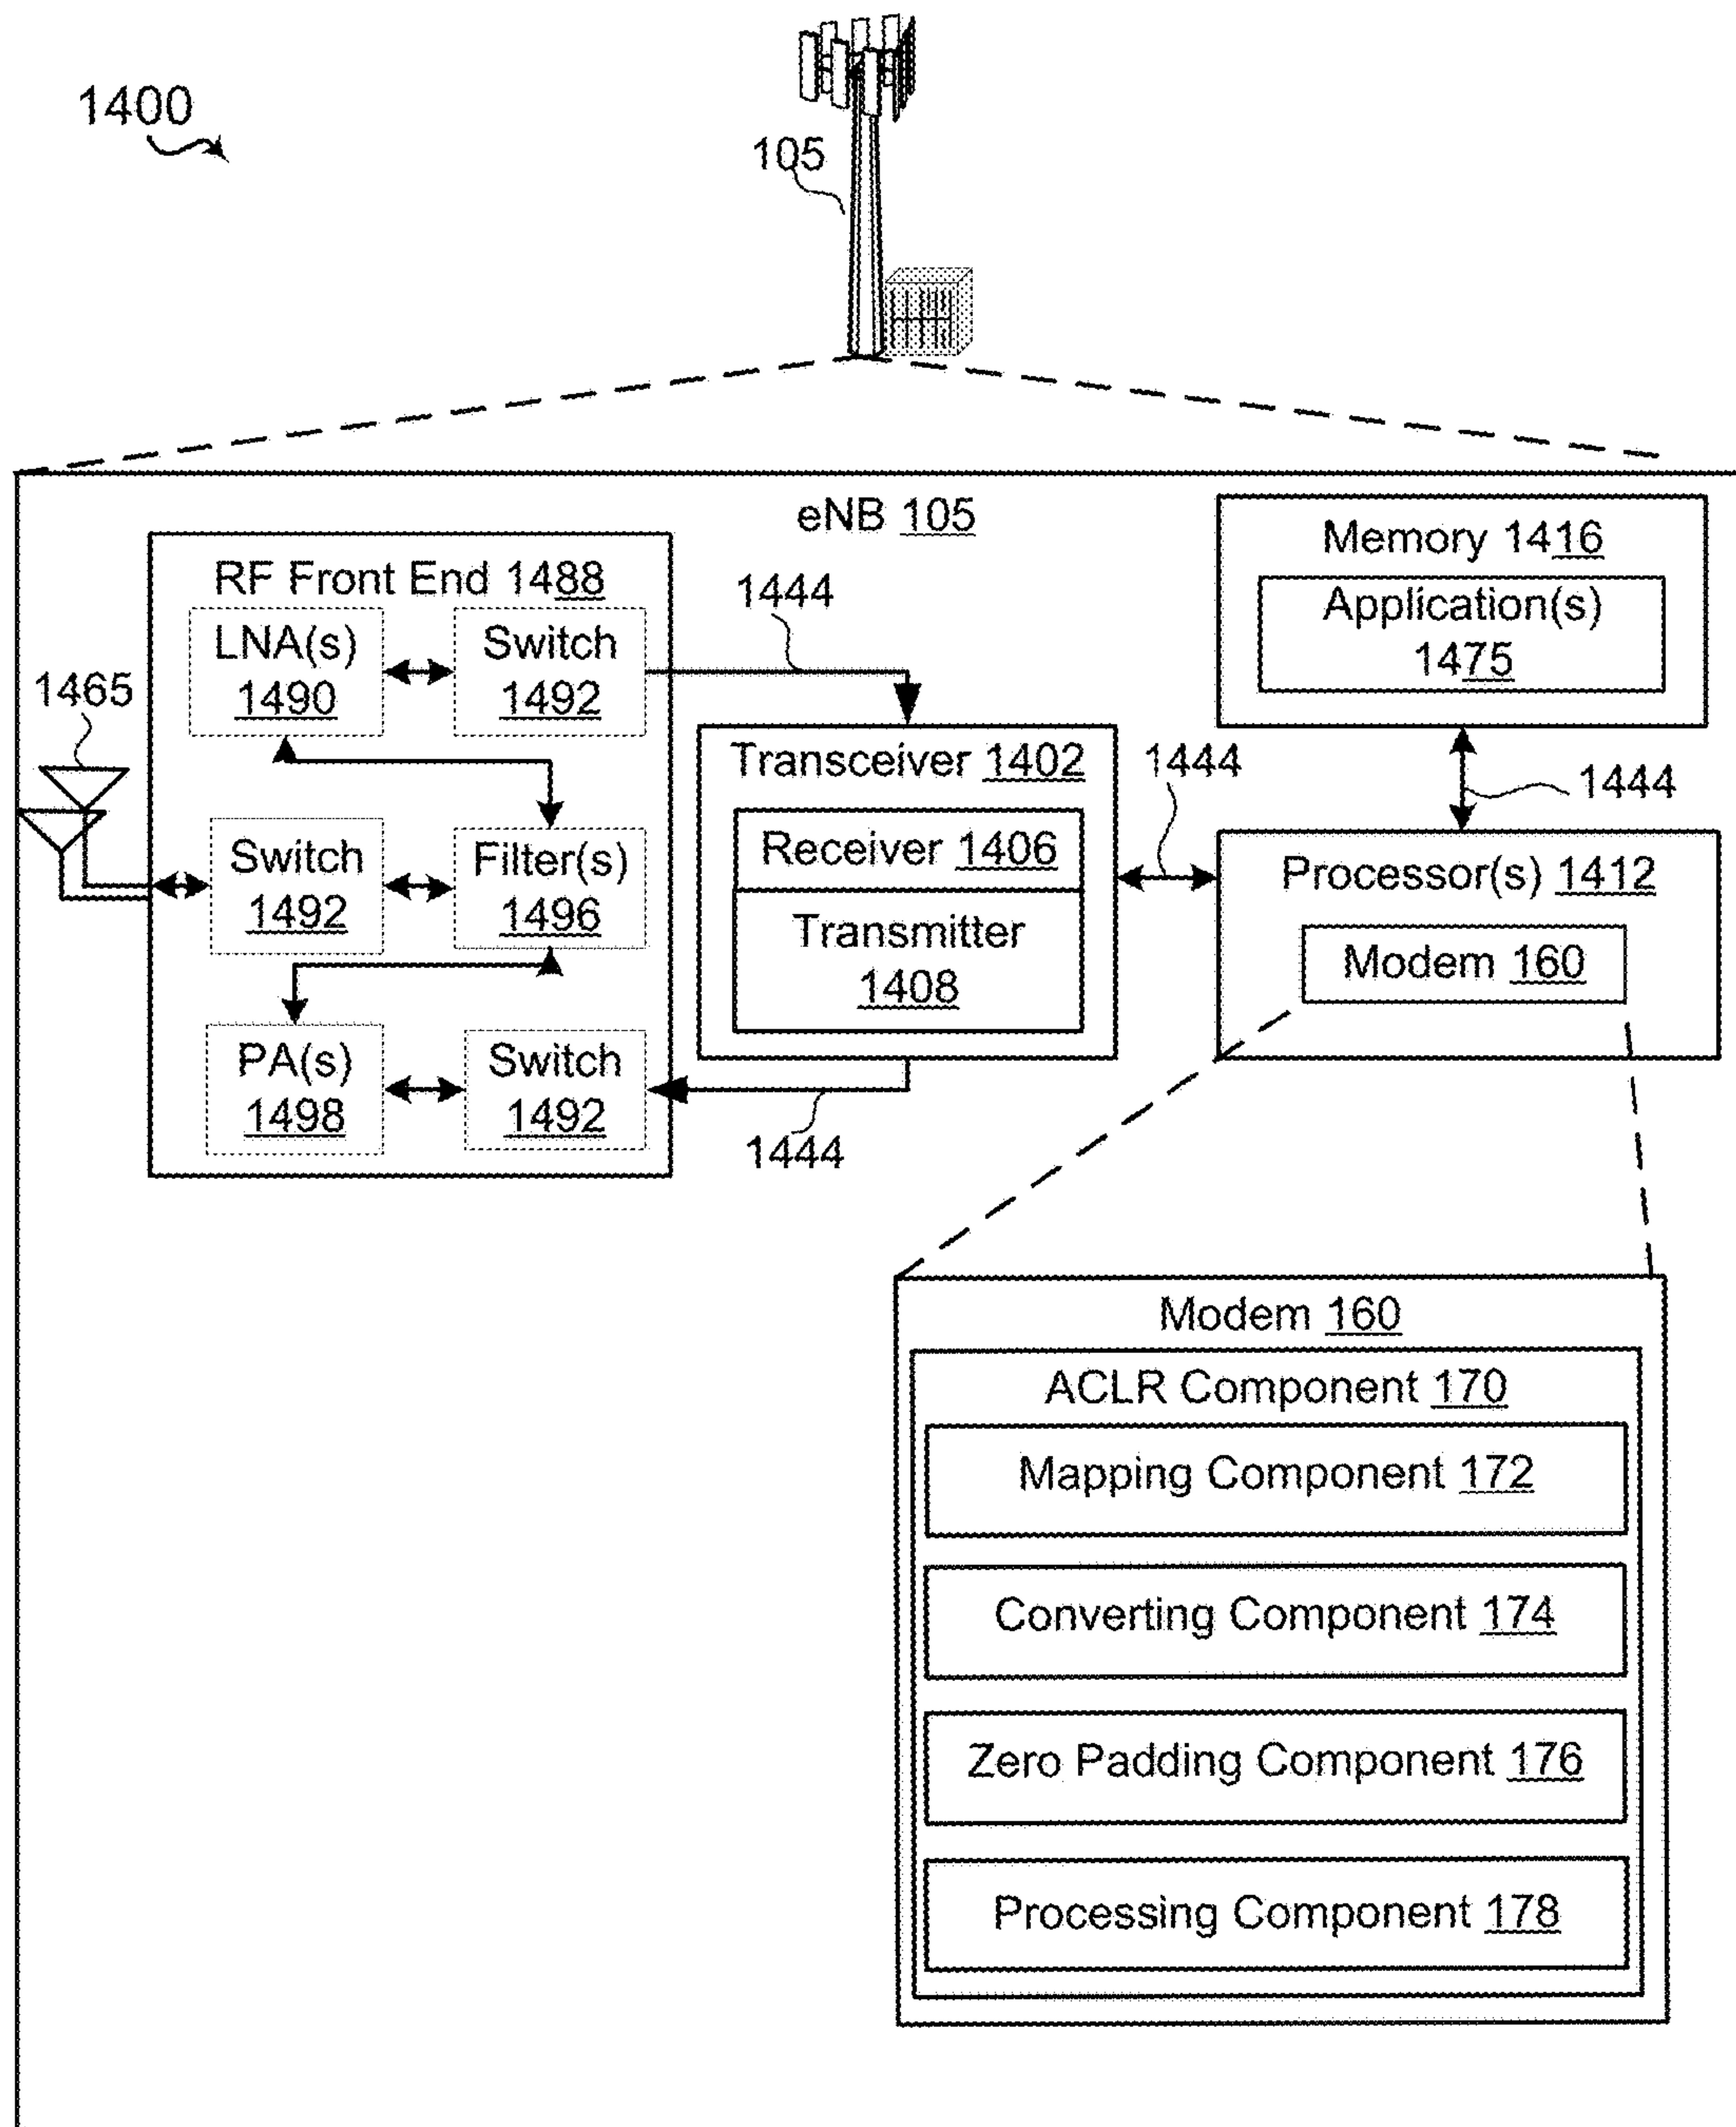 1400
105
eNB 105
RF Front End 1488
LNA(s)
1490
Switch
1492
1444
1465
Switch
1492
Filter(s)
1496
PA(s)
1498
Switch
1492
1444
Transceiver 1402
Receiver 1406
Transmitter
1408
1444
Memory 1416
Application(s)
1475
1444
Processor(s) 1412
Modem 160
Modem 160
ACLR Component 170
Mapping Component 172
Converting Component 174
Zero Padding Component 176
Processing Component 178